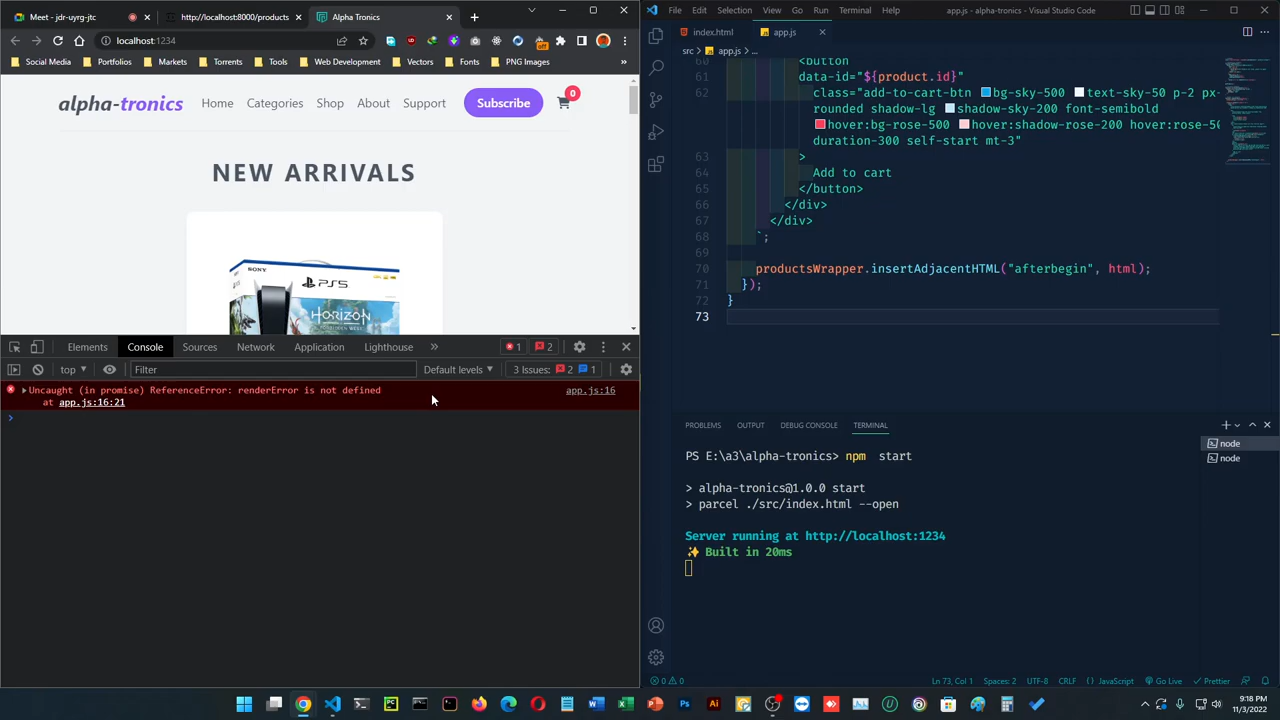 Meet - jdr-uyrg-jtc
http://localhost:8000/products
Alpha Tronics
localhost:1234
Social Media
Portfolios
Markets
Torrents
Tools
Web Development
Vectors
Fonts
PNG Images
off
alpha-tronics
Home
Categories
Shop
About
Support
Subscribe
0
NEW ARRIVALS
SONY
PS5
HORIZON
Elements
Console
Sources
Network
Application
Lighthouse
1
2
top
Filter
Default levels
3 Issues:
2
1
Uncaught (in promise) ReferenceError: renderError is not defined
app.js:16
at app.js:16:21
File Edit Selection View Go Run Terminal Help
app.js - alpha-tronics - Visual Studio Code
index.html
app.js
src > app.js > ...
60 <button
61 data-id="${product.id}"
62 class="add-to-cart-btn bg-sky-500 text-sky-50 p-2 px-
rounded shadow-lg shadow-sky-200 font-semibold
hover:bg-rose-500 hover:shadow-rose-200 hover:rose-50
duration-300 self-start mt-3"
63 >
64 Add to cart
65 </button>
66 </div>
67 </div>
68 `;
69
70 productsWrapper.insertAdjacentHTML("afterbegin", html);
71 });
72 }
73
PROBLEMS
OUTPUT
DEBUG CONSOLE
TERMINAL
node
node
PS E:\a3\alpha-tronics> npm start
> alpha-tronics@1.0.0 start
> parcel ./src/index.html --open
Server running at http://localhost:1234
✨ Built in 20ms
0 0
Ln 73, Col 1
Spaces: 2
UTF-8
CRLF
JavaScript
Go Live
Prettier
9:18 PM
11/3/2022